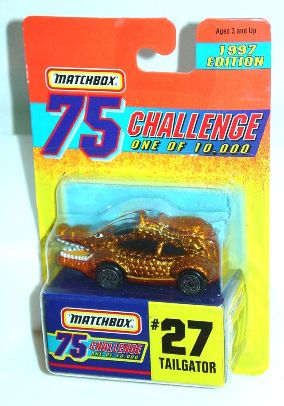 Ages 3 and Up
1997
EDITION
MATCHBOX
75 CHALLENGE
ONE OF 10,000
MATCHBOX
75 CHALLENGE
ONE OF 10,000
#27
TAILGATOR